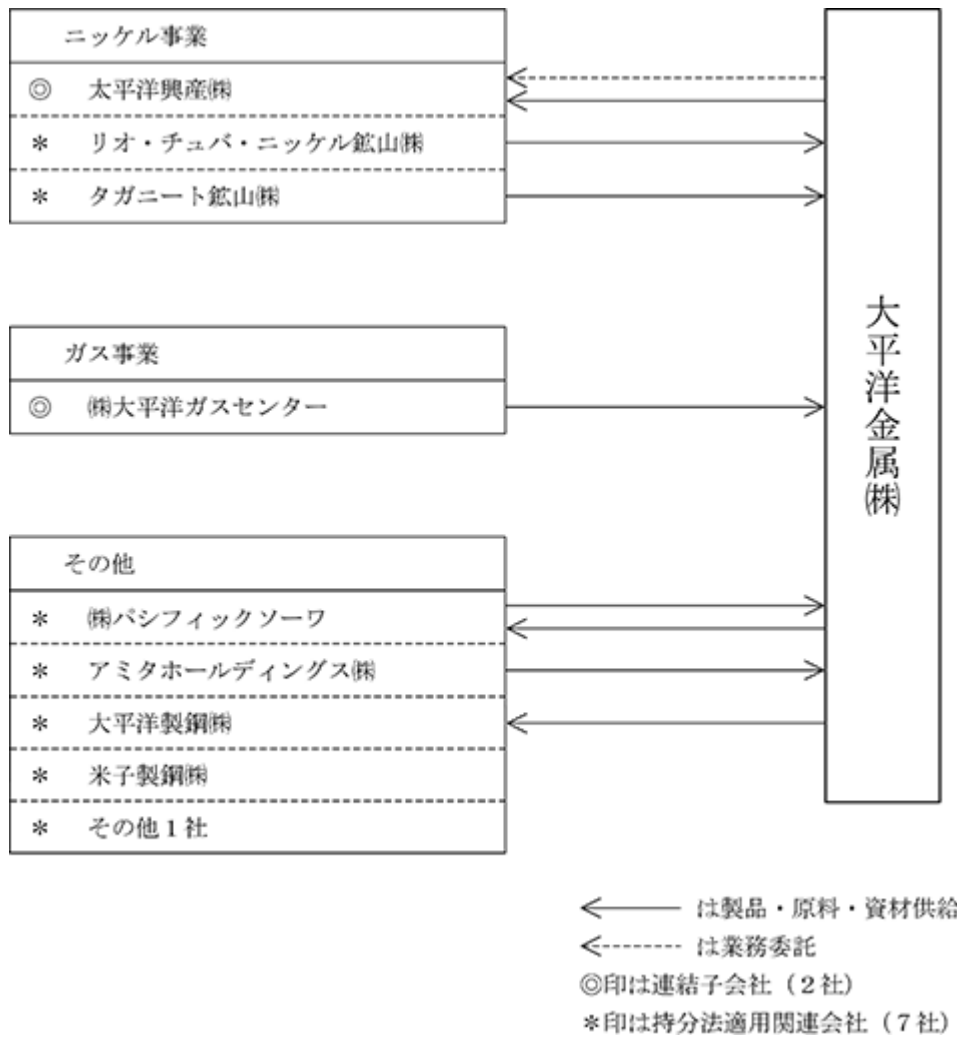 ニッケル事業
◎ 太平洋興産㈱
＊ リオ・チュバ・ニッケル鉱山㈱
＊ タガニート鉱山㈱
ガス事業
◎ ㈱大平洋ガスセンター
その他
＊ ㈱パシフィックソーワ
＊ アミタホールディングス㈱
＊ 大平洋製鋼㈱
＊ 米子製鋼㈱
＊ その他１社
大平洋金属㈱
は製品・原料・資材供給
は業務委託
◎印は連結子会社（２社）
＊印は持分法適用関連会社（７社）